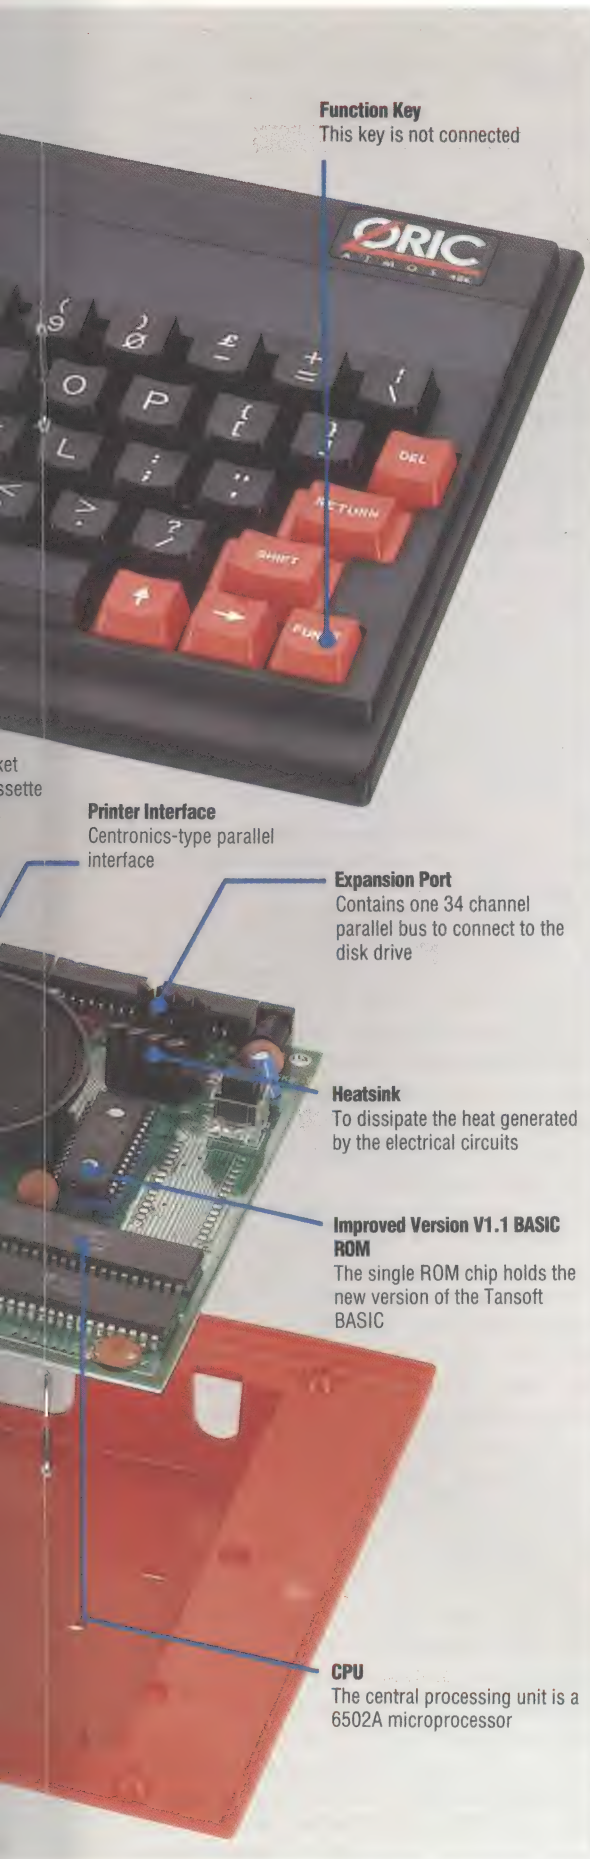 Function Key
This key is not connected
ORIC
ATMOS 48K
( 9
) Ø
£ -
+ =
¦ \
O
P
{ [
} ]
DEL
L
: ;
" '
RETURN
<
> .
? /
SHIFT
↑
→
FUNCT
ket
ssette
Printer Interface
Centronics-type parallel
interface
Expansion Port
Contains one 34 channel
parallel bus to connect to the
disk drive
Heatsink
To dissipate the heat generated
by the electrical circuits
Improved Version V1.1 BASIC
ROM
The single ROM chip holds the
new version of the Tansoft
BASIC
CPU
The central processing unit is a
6502A microprocessor